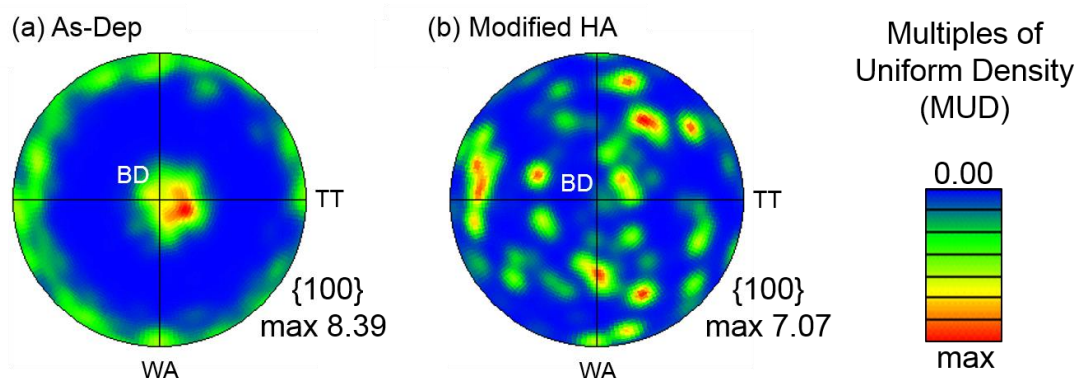 (a) As-Dep
BD
TT
{100}
max 8.39
WA
(b) Modified HA
BD
TT
{100}
max 7.07
WA
Multiples of
Uniform Density
(MUD)
0.00
max